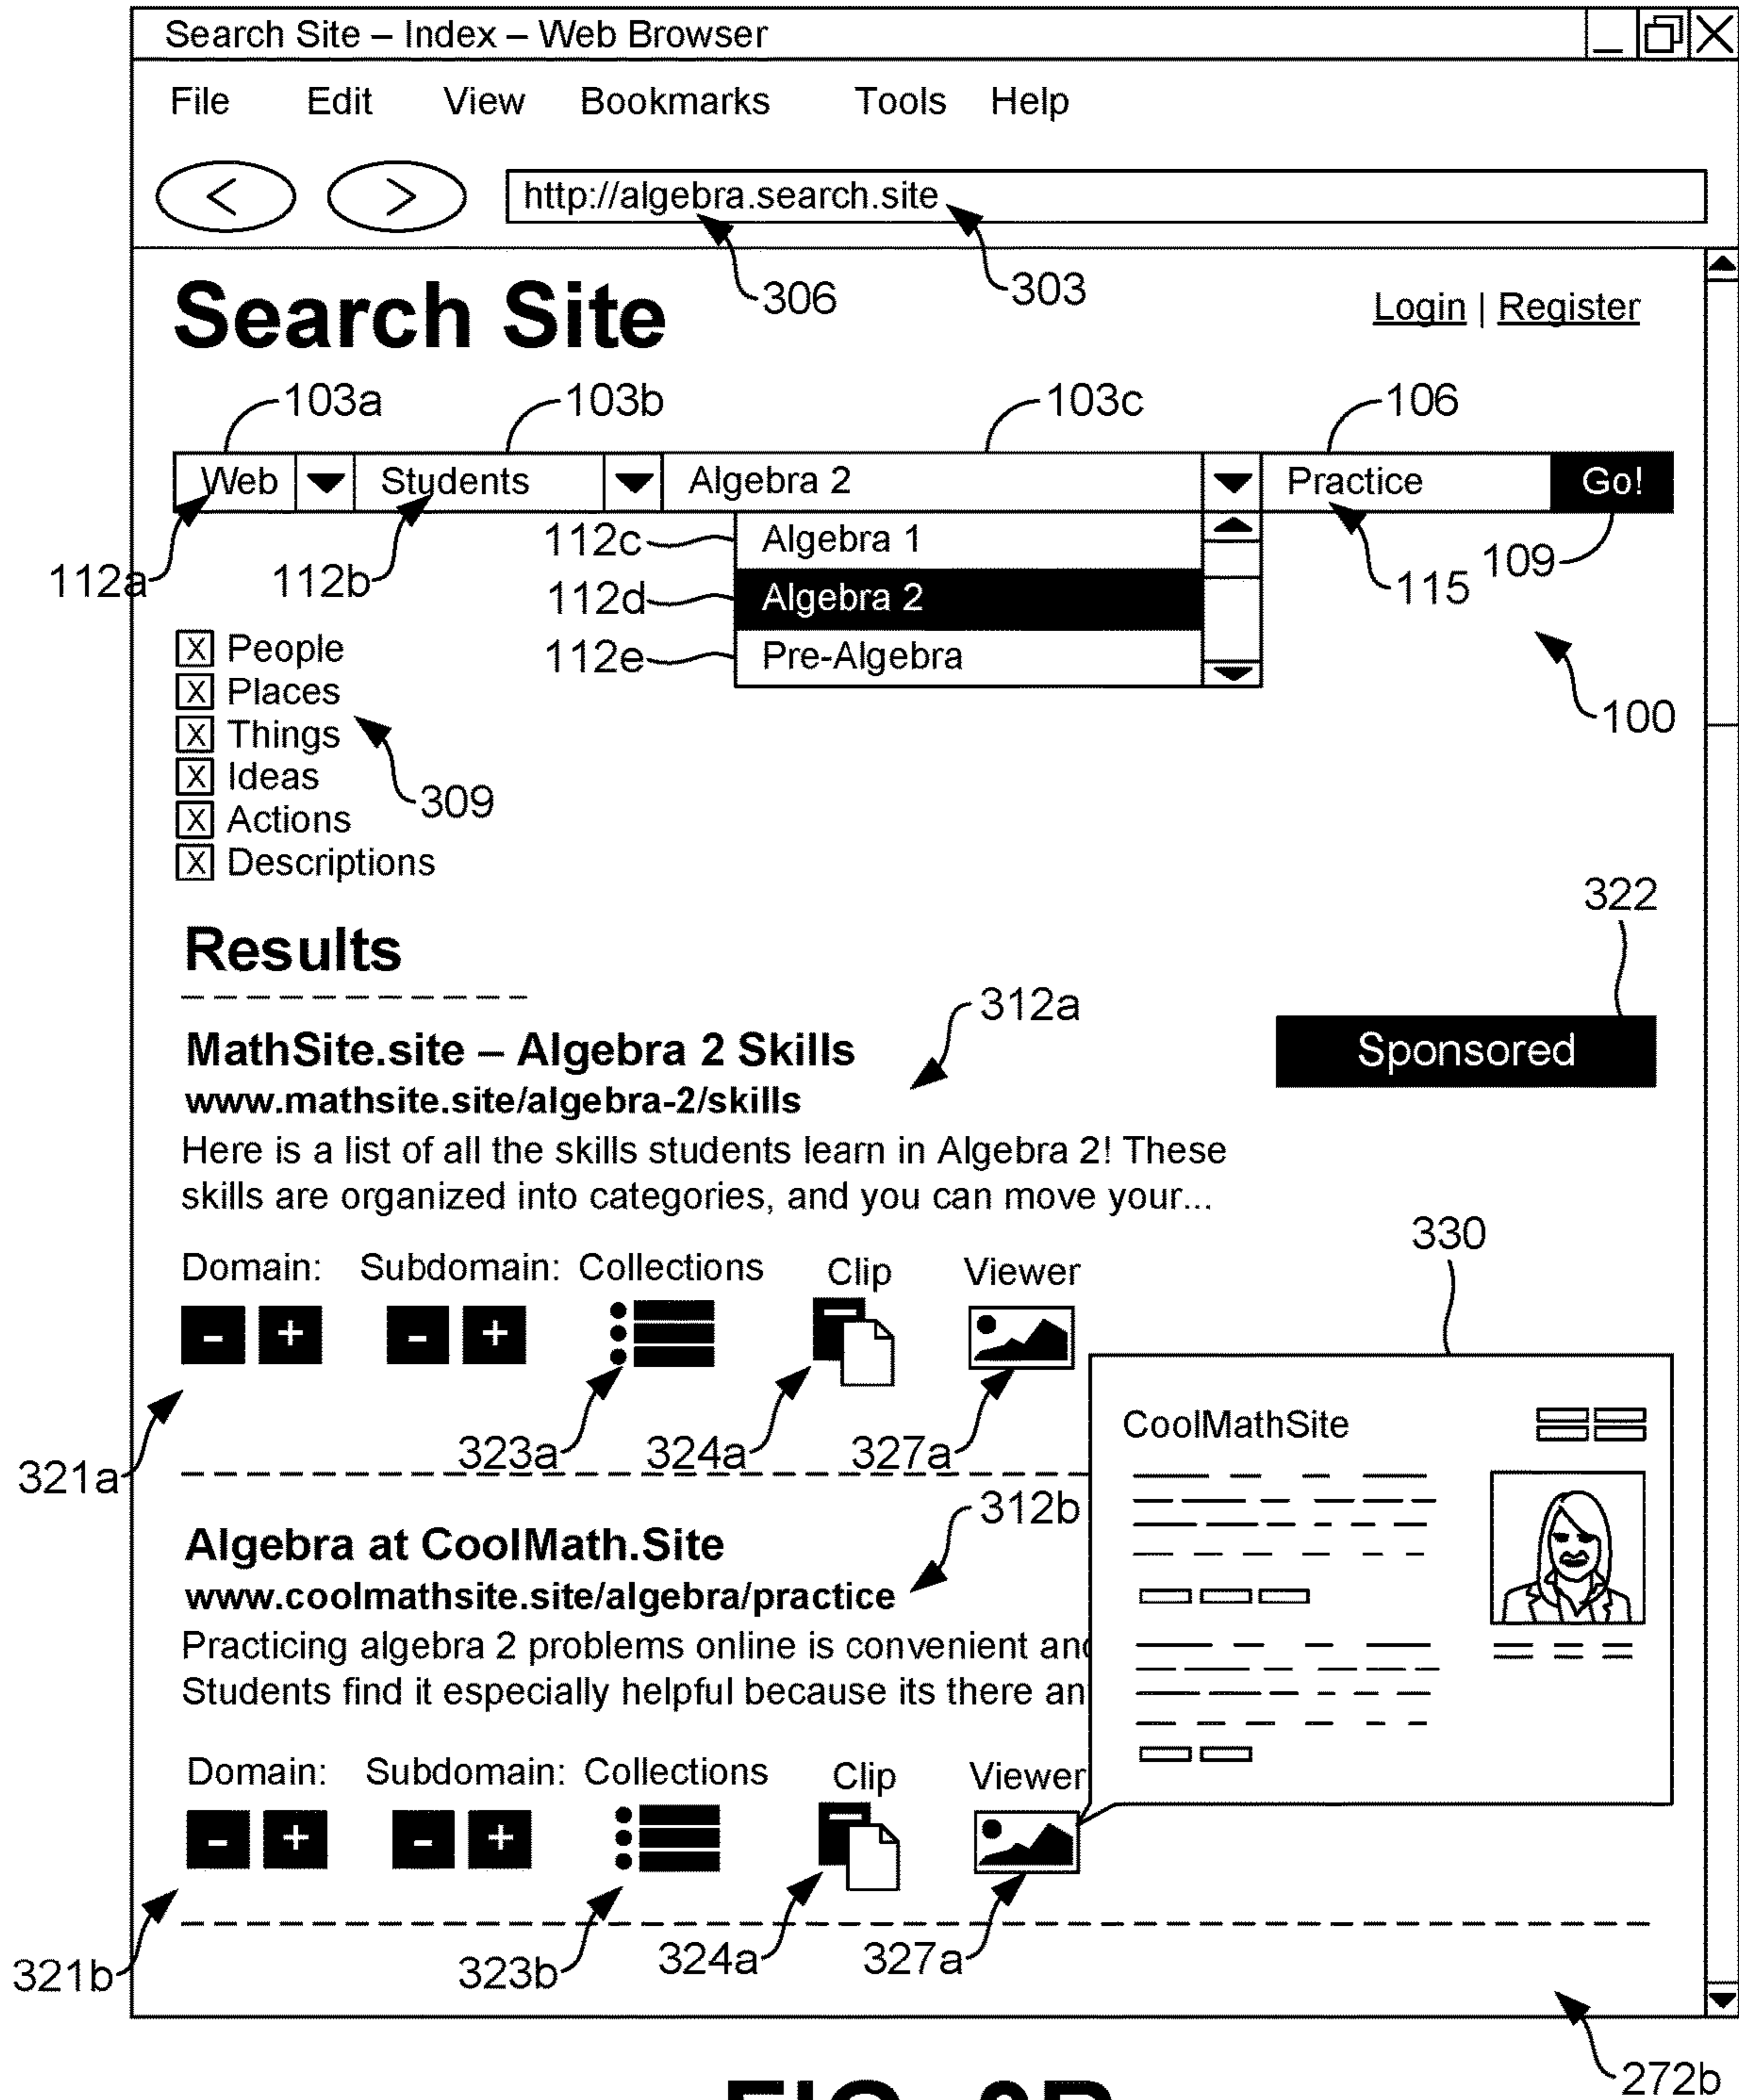 Search Site – Index – Web Browser
File Edit View Bookmarks Tools Help
< > http://algebra.search.site
306 303
Search Site
Login | Register
103a 103b 103c 106
Web Students Algebra 2 Practice Go!
112c Algebra 1
112a 112b 115 109
112d Algebra 2
112e Pre-Algebra
100
X People
X Places
X Things
X Ideas
X Actions
X Descriptions
309
322
Results
312a
MathSite.site – Algebra 2 Skills
Sponsored
www.mathsite.site/algebra-2/skills
Here is a list of all the skills students learn in Algebra 2! These
skills are organized into categories, and you can move your...
330
Domain: Subdomain: Collections Clip Viewer
- + - +
321a 323a 324a 327a
CoolMathSite
312b
Algebra at CoolMath.Site
www.coolmathsite.site/algebra/practice
Practicing algebra 2 problems online is convenient and
Students find it especially helpful because its there an
Domain: Subdomain: Collections Clip Viewer
- + - +
321b 323b 324a 327a
272b